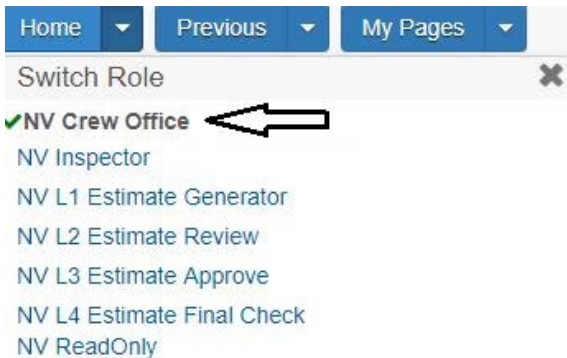 Home Previous My Pages
Switch Role
NV Crew Office
NV Inspector
NV L1 Estimate Generator
NV L2 Estimate Review
NV L3 Estimate Approve
NV L4 Estimate Final Check
NV ReadOnly